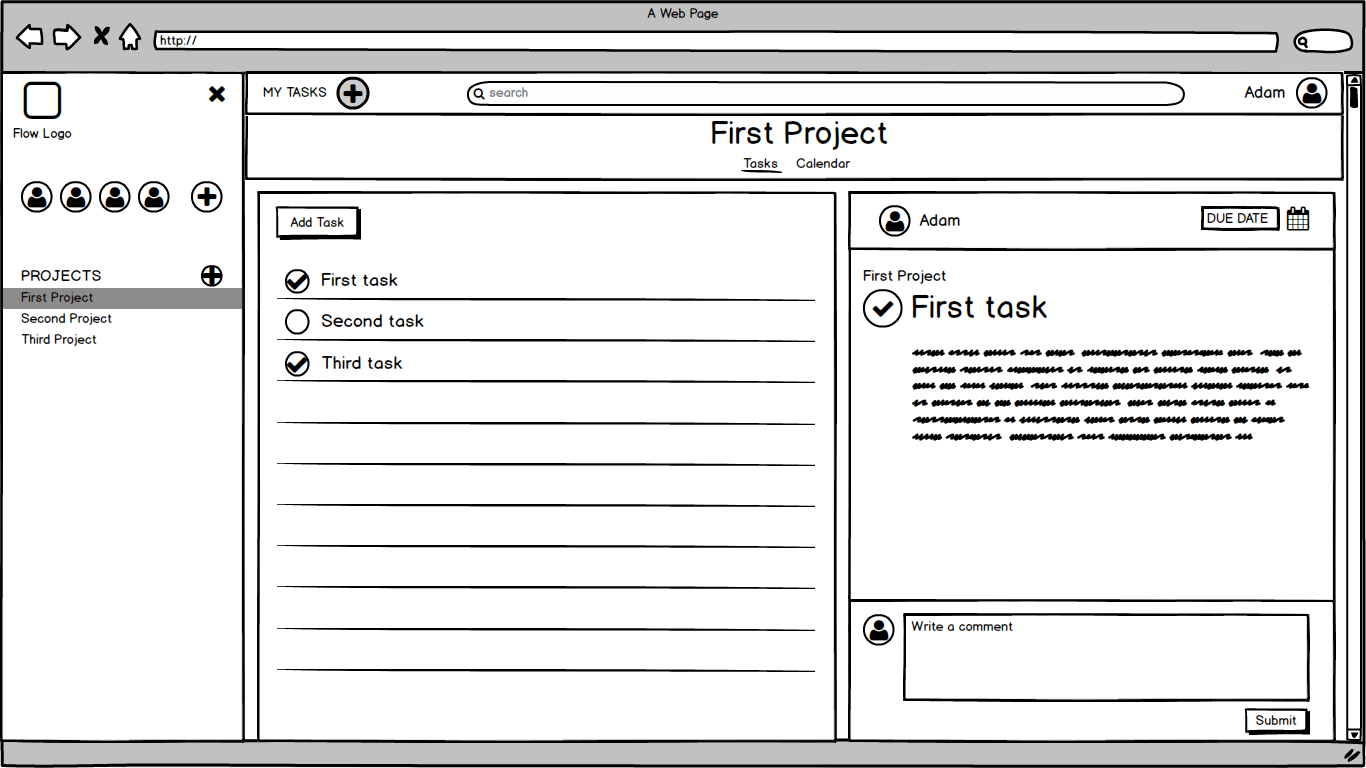 A Web Page
http://
Flow Logo
PROJECTS
First Project
Second Project
Third Project
MY TASKS
search
Adam
First Project
Tasks Calendar
Add Task
First task
Second task
Third task
Adam
DUE DATE
First Project
First task
Write a comment
Submit